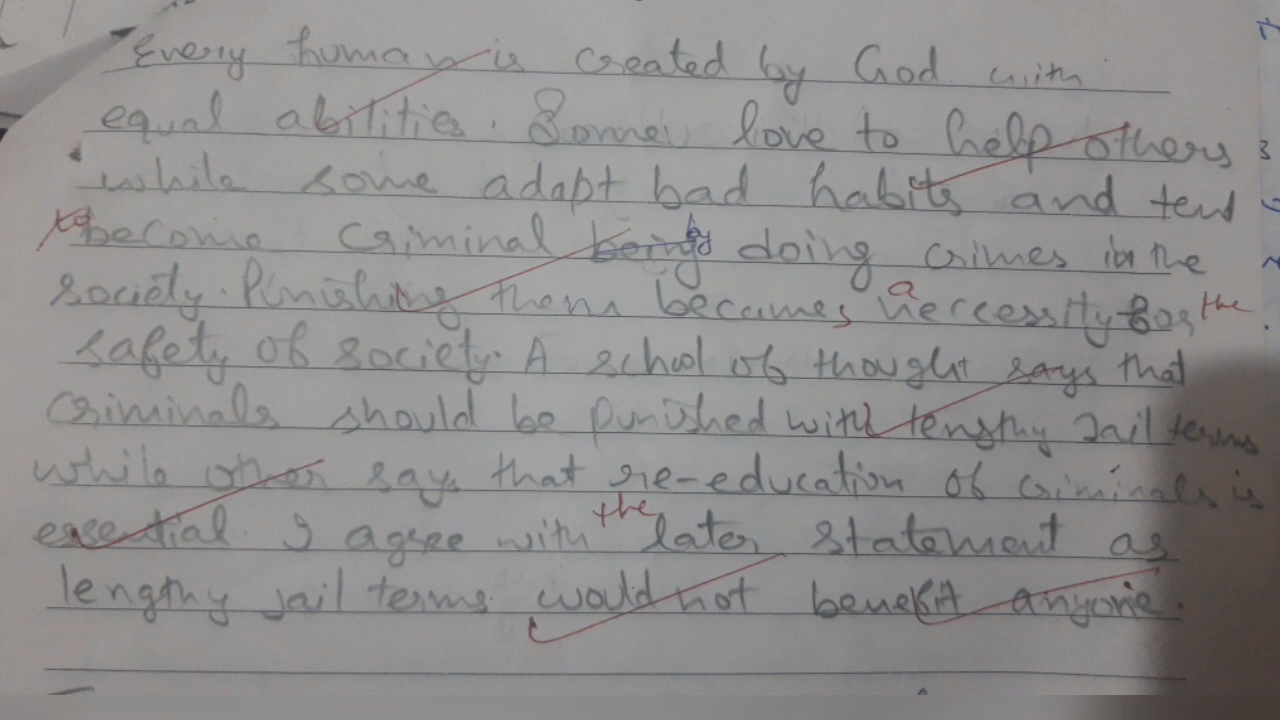 Every human is created by God with
equal abilities. Some love to help others
while some adapt bad habits and tend
to become criminal by doing crimes in the
society. Punishing them becomes a neccessity for the
safety of society. A school of thought says that
criminals should be punished with lengthy jail terms
while other says that re-education of criminals is
essential. I agree with the later statement as
lengthy jail terms would not benefit anyone.